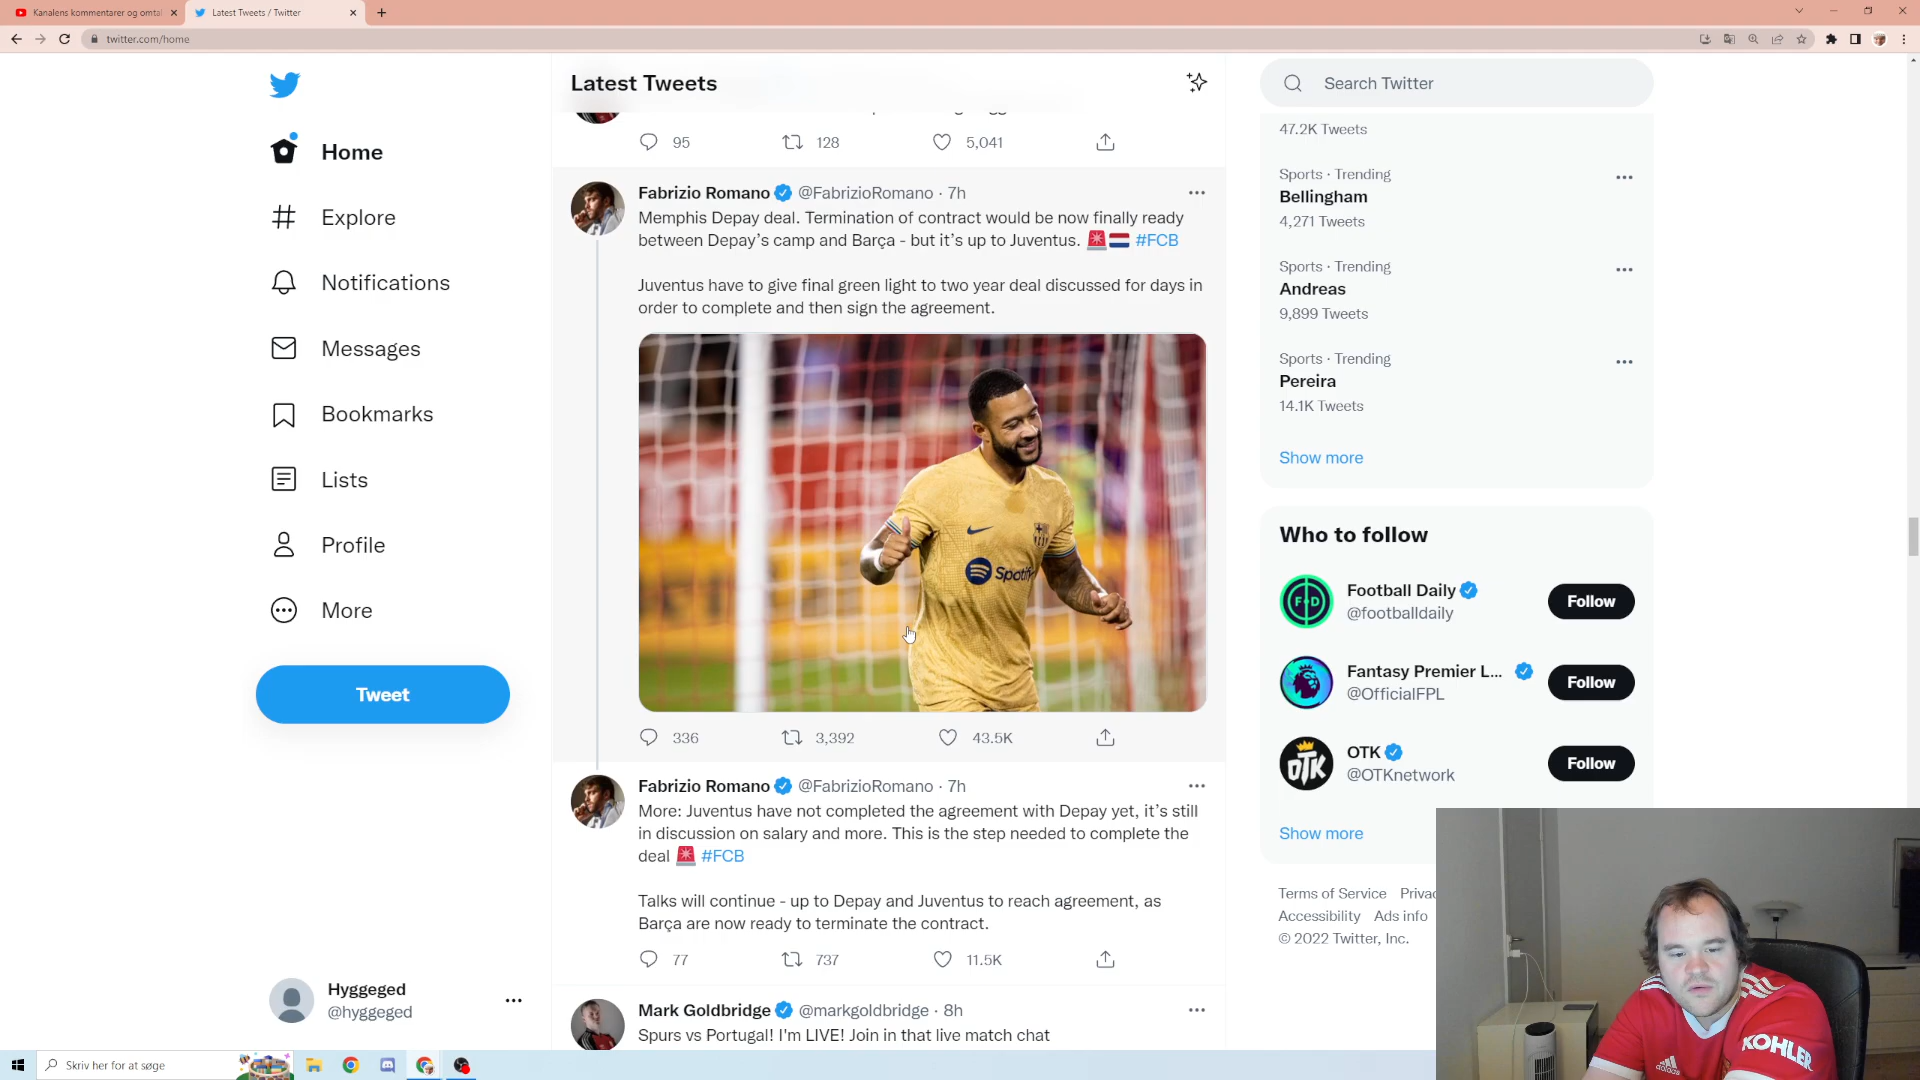 Kanalens kommentarer og omtal
Latest Tweets / Twitter
twitter.com/home
Home
Explore
Notifications
Messages
Bookmarks
Lists
Profile
More
Tweet
Hyggeged
@hyggeged
Latest Tweets
95 128 5,041
Fabrizio Romano @FabrizioRomano · 7h
Memphis Depay deal. Termination of contract would be now finally ready
between Depay’s camp and Barça - but it’s up to Juventus. 🚨🇳🇱 #FCB
Juventus have to give final green light to two year deal discussed for days in
order to complete and then sign the agreement.
Spotify
336 3,392 43.5K
Fabrizio Romano @FabrizioRomano · 7h
More: Juventus have not completed the agreement with Depay yet, it’s still
in discussion on salary and more. This is the step needed to complete the
deal 🚨 #FCB
Talks will continue - up to Depay and Juventus to reach agreement, as
Barça are now ready to terminate the contract.
77 737 11.5K
Mark Goldbridge @markgoldbridge · 8h
Spurs vs Portugal! I'm LIVE! Join in that live match chat
Search Twitter
47.2K Tweets
Sports · Trending
Bellingham
4,271 Tweets
Sports · Trending
Andreas
9,899 Tweets
Sports · Trending
Pereira
14.1K Tweets
Show more
Who to follow
Football Daily
@footballdaily
Follow
F D
Fantasy Premier L...
@OfficialFPL
Follow
OTK
@OTKnetwork
Follow
OTK
Show more
Terms of Service Privac
Accessibility Ads info
© 2022 Twitter, Inc.
KOHLER
adidas
Skriv her for at søge